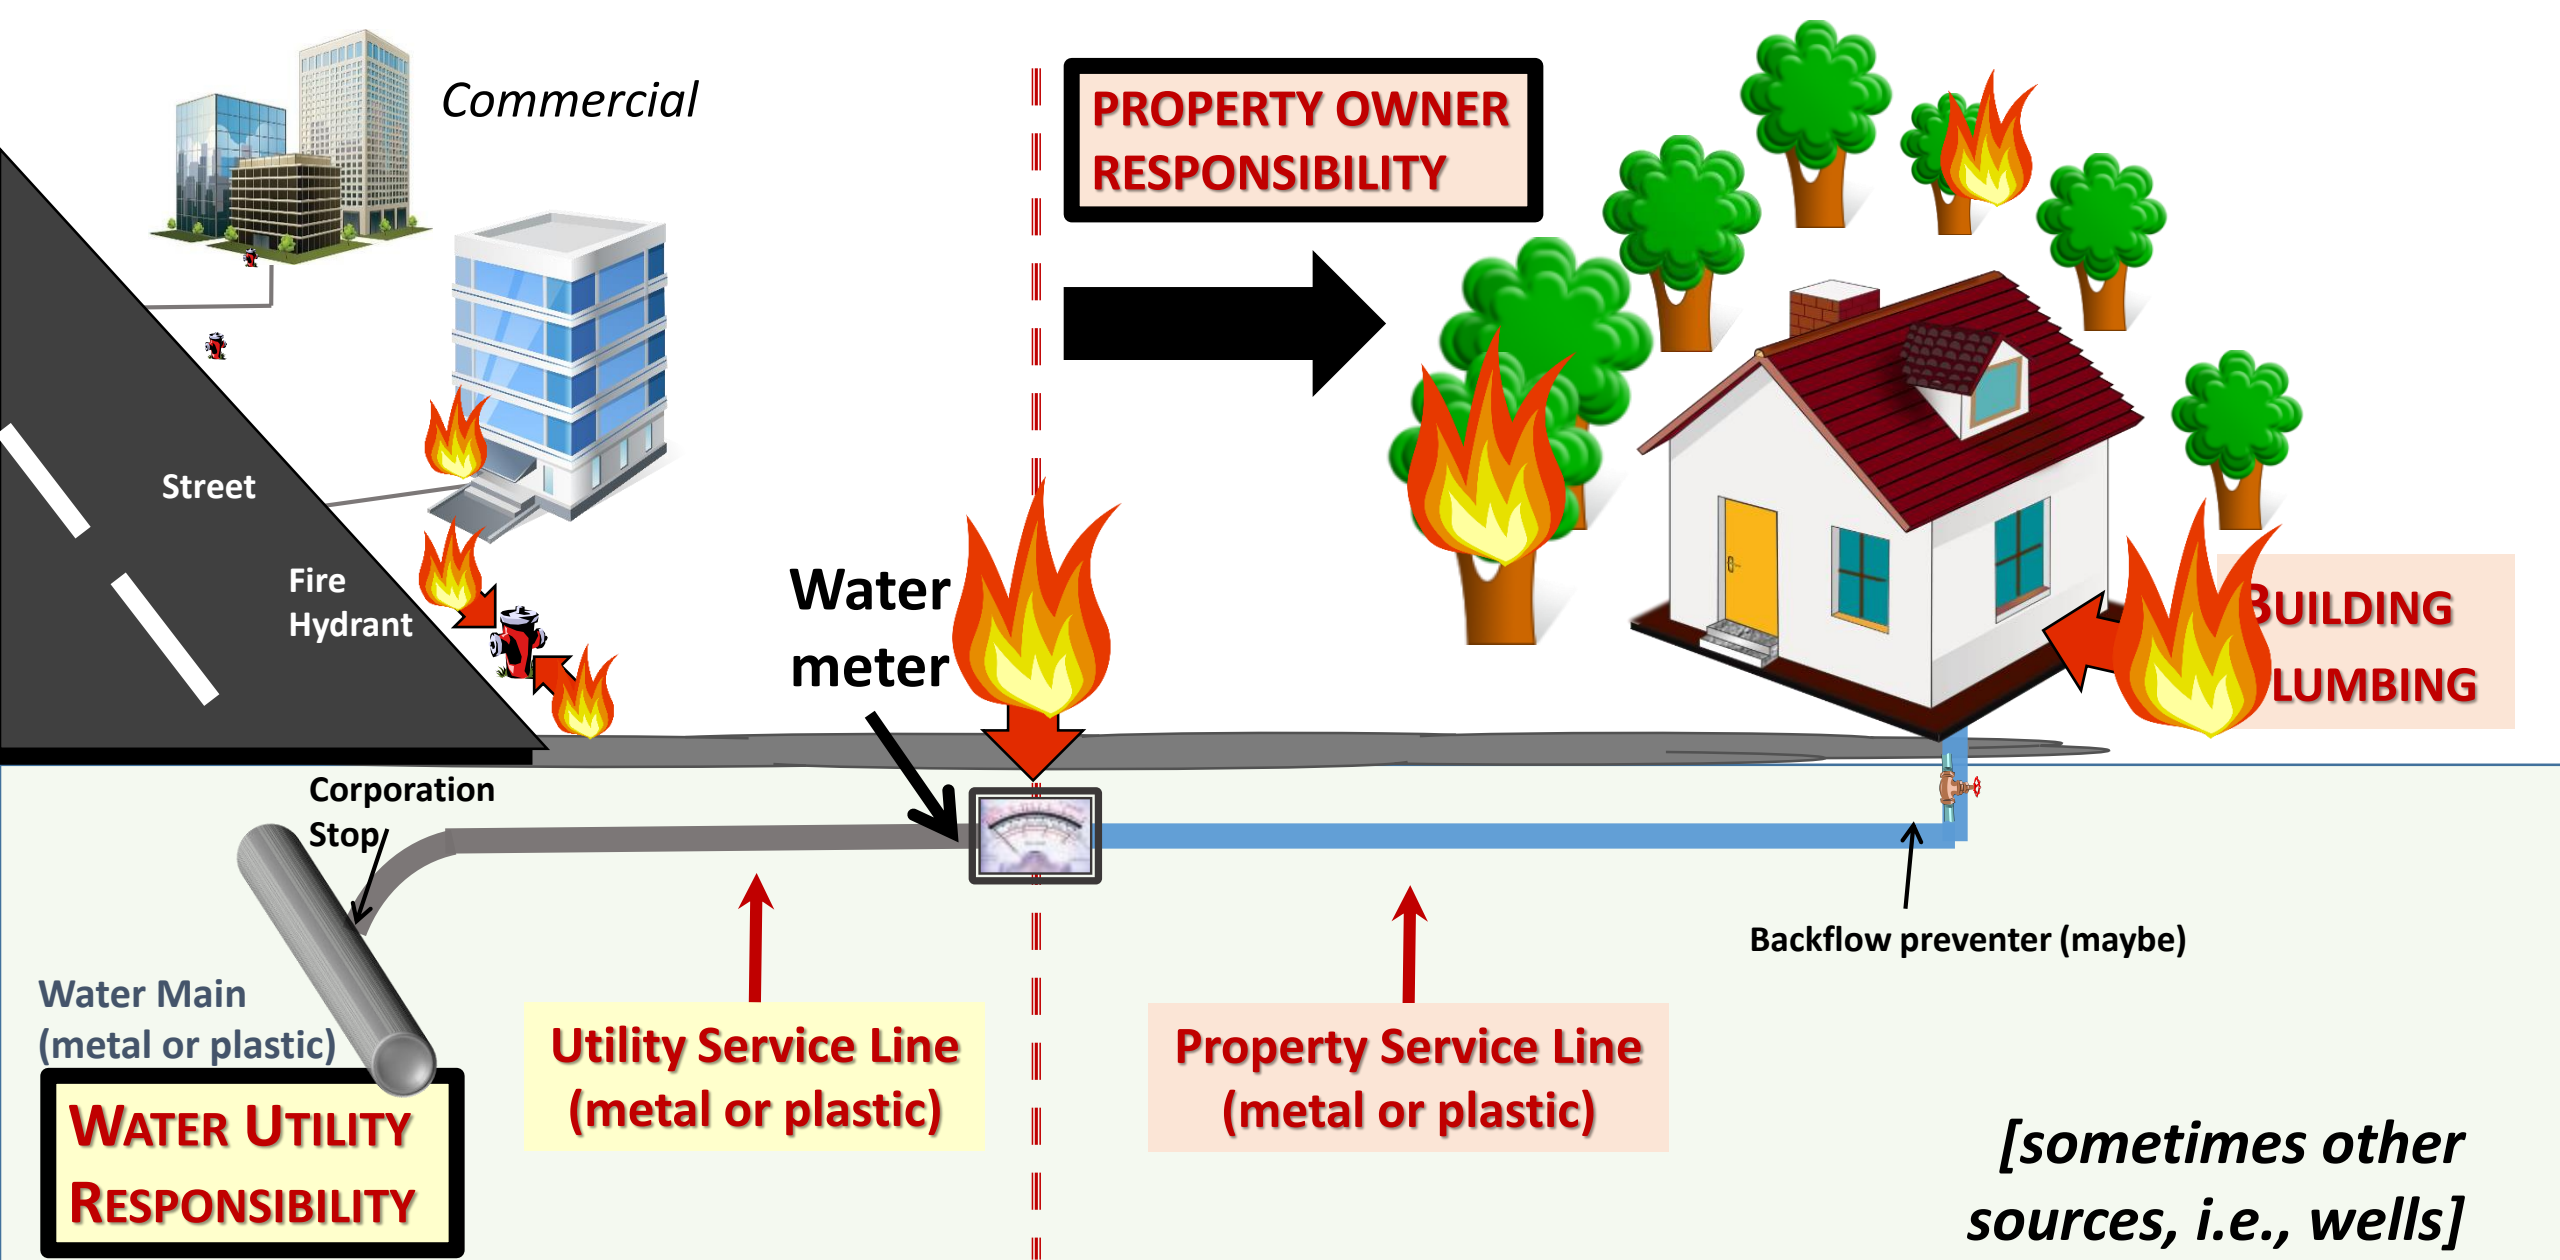 Commercial
PROPERTY OWNER
RESPONSIBILITY
Street
Fire
Hydrant
Water
meter
BUILDING
LUMBING
Corporation
Stop
Backflow preventer (maybe)
Water Main
(metal or plastic)
Utility Service Line
(metal or plastic)
Property Service Line
(metal or plastic)
WATER UTILITY
RESPONSIBILITY
[sometimes other
sources, i.e., wells]